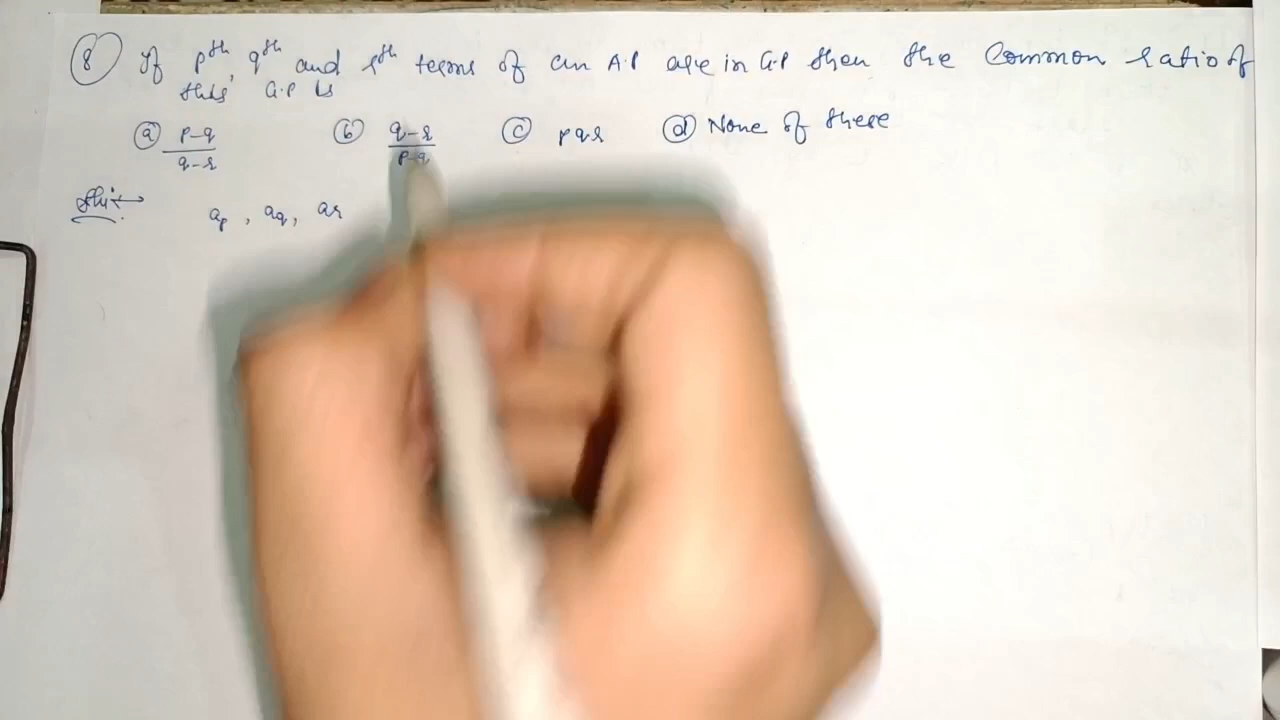 8 If pth, qth and rth terms of an A.P are in G.P then the Common ratio of
this G.P is
a p-q/q-r b q-r/p-q c pqr d None of these
Sol:→
ap, aq, ar